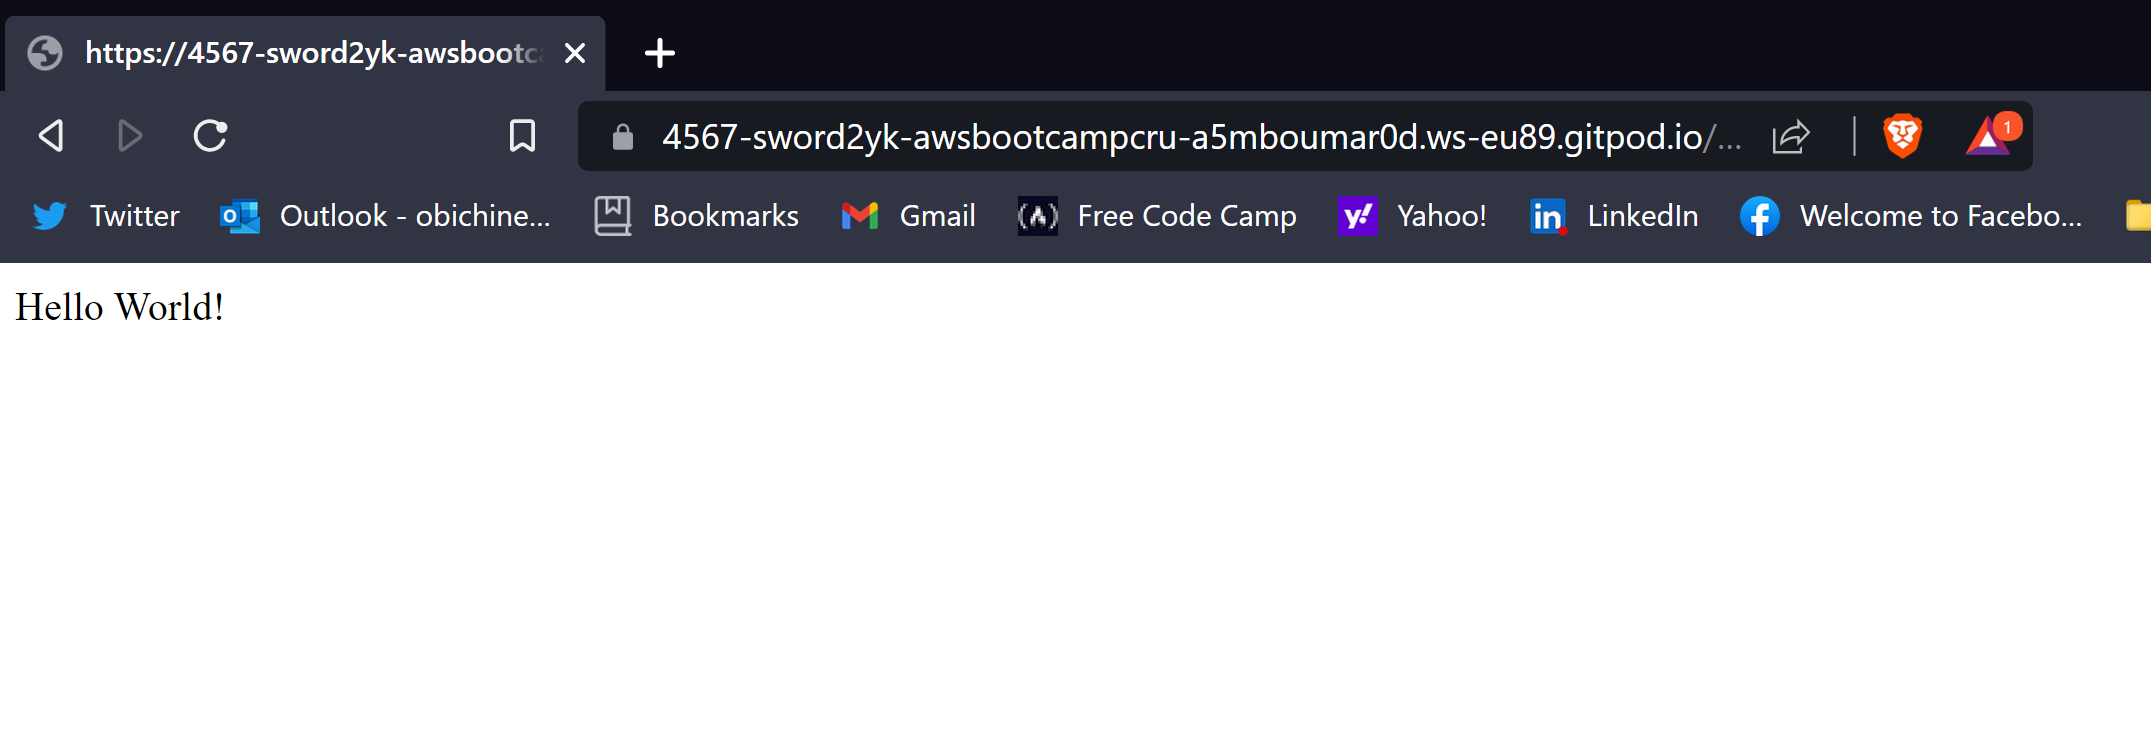 https://4567-sword2yk-awsbootc
4567-sword2yk-awsbootcampcru-a5mboumar0d.ws-eu89.gitpod.io/...
1
Twitter Outlook - obichine... Bookmarks Gmail Free Code Camp Yahoo! LinkedIn Welcome to Facebo...
Hello World!